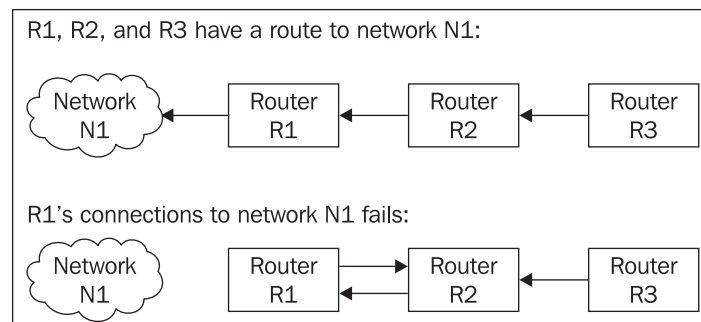 R1, R2, and R3 have a route to network N1:
Network
N1
Router
R1
Router
R2
Router
R3
R1's connections to network N1 fails:
Network
N1
Router
R1
Router
R2
Router
R3